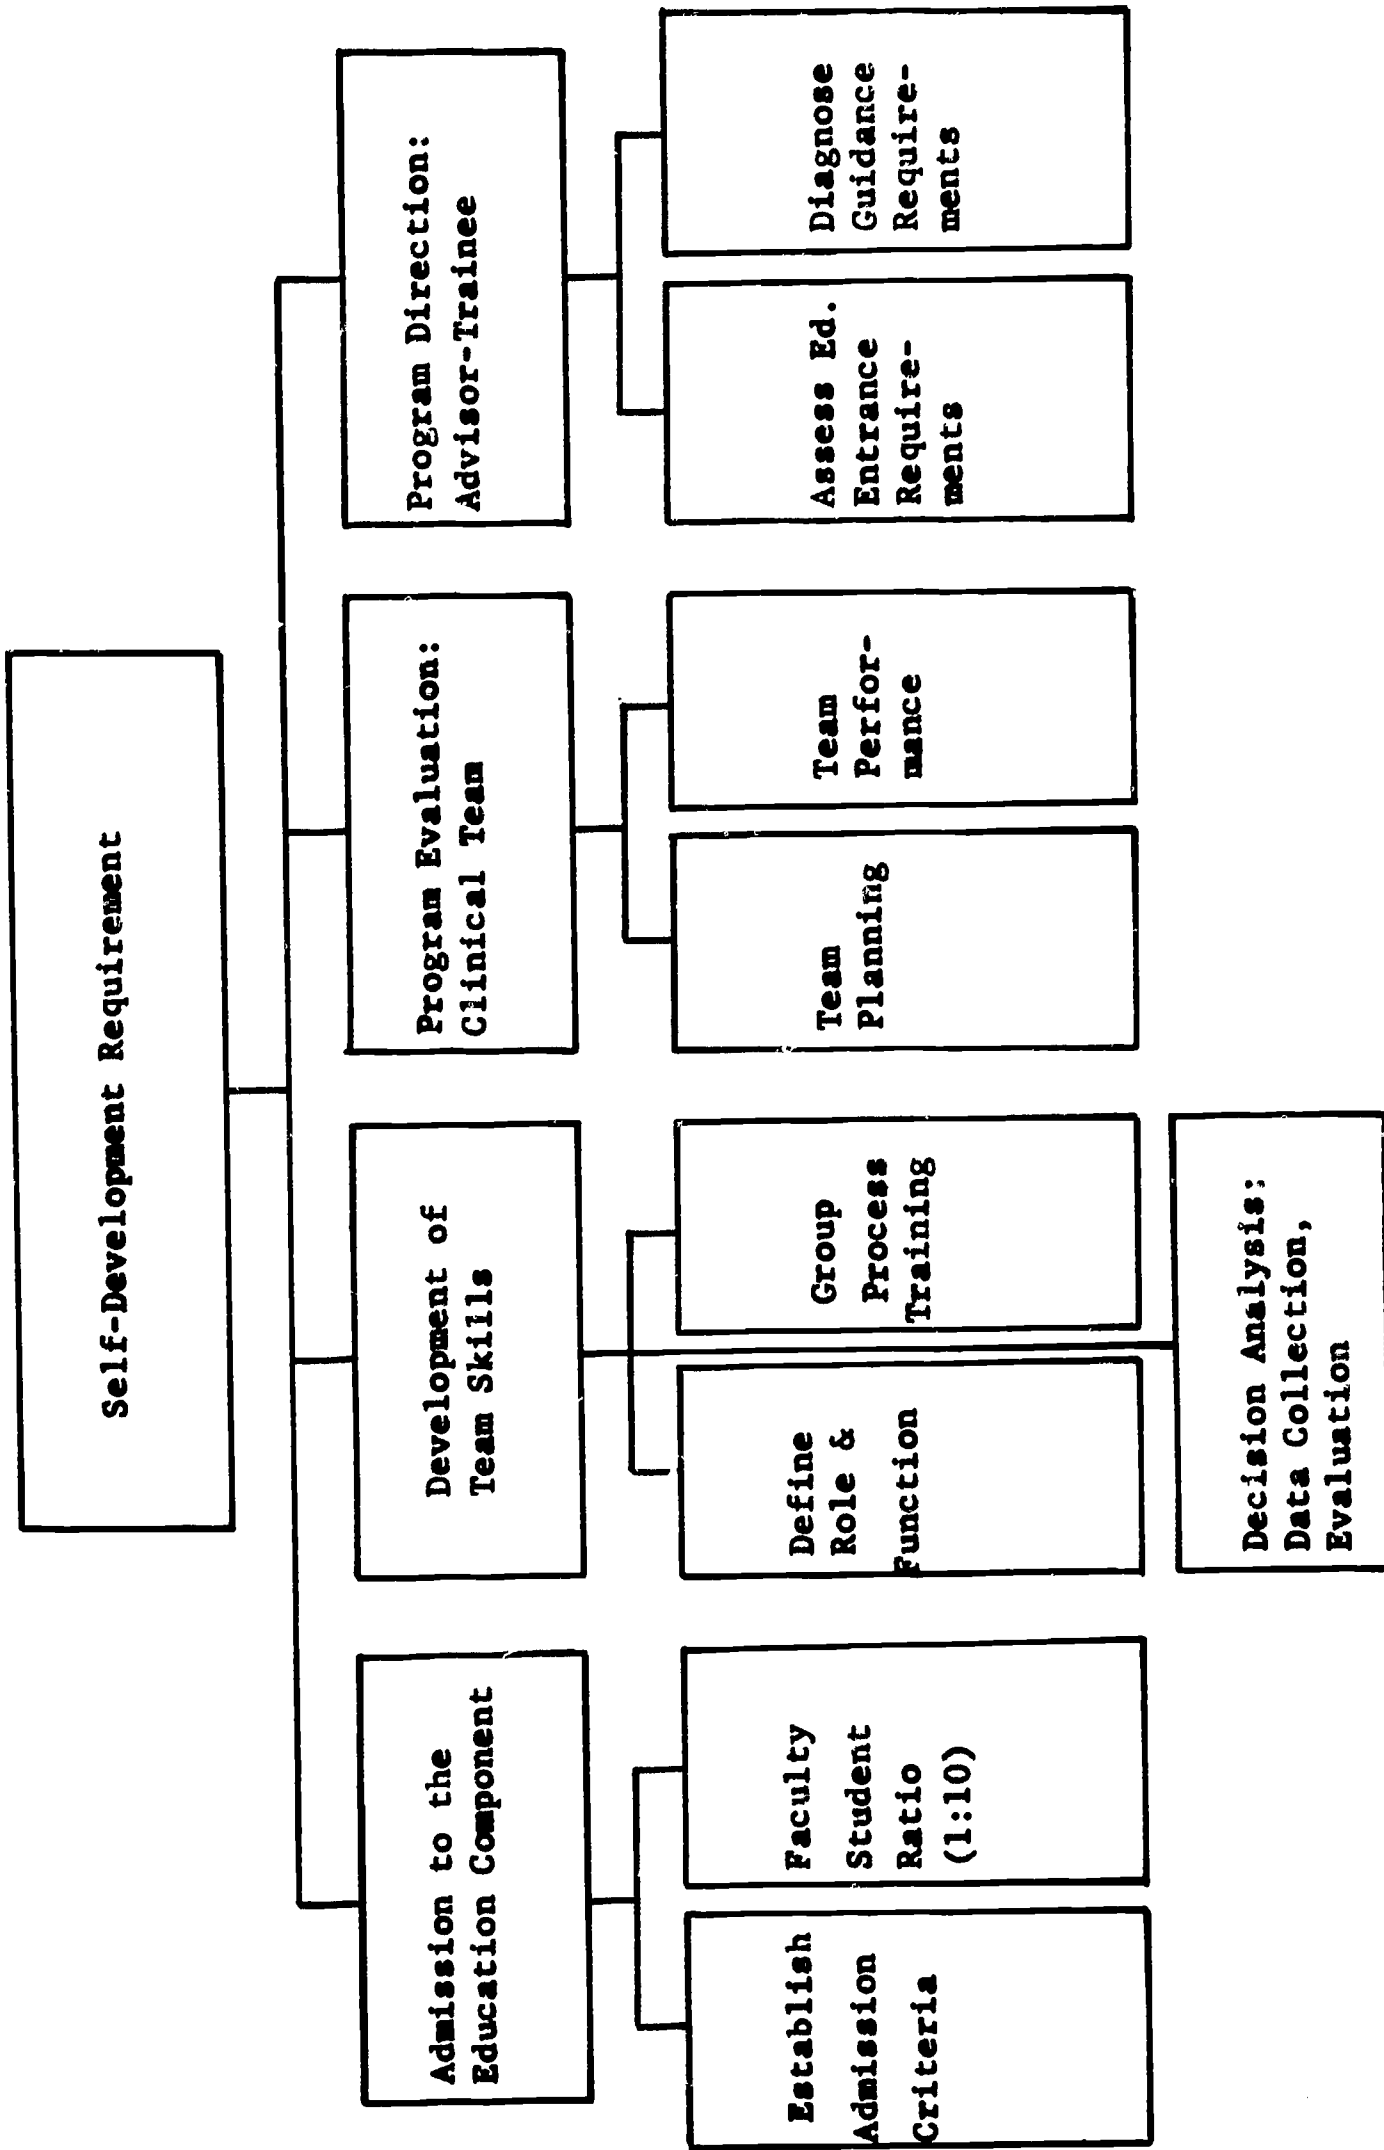 Self-Development Requirement
Admission to the
Education Component
Development of
Team Skills
Program Evaluation:
Clinical Team
Program Direction:
Advisor-Trainee
Establish
Admission
Criteria
Faculty
Student
Ratio
(1:10)
Define
Role &
Function
Group
Process
Training
Team
Planning
Team
Perfor-
mance
Assess Ed.
Entrance
Require-
ments
Diagnose
Guidance
Require-
ments
Decision Analysis:
Data Collection,
Evaluation